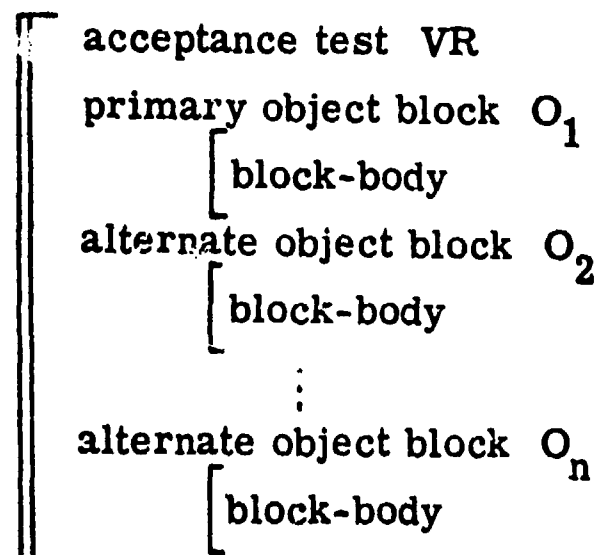 acceptance test VR
primary object block O₁
block-body
alternate object block O₂
block-body
⋮
alternate object block Oₙ
block-body